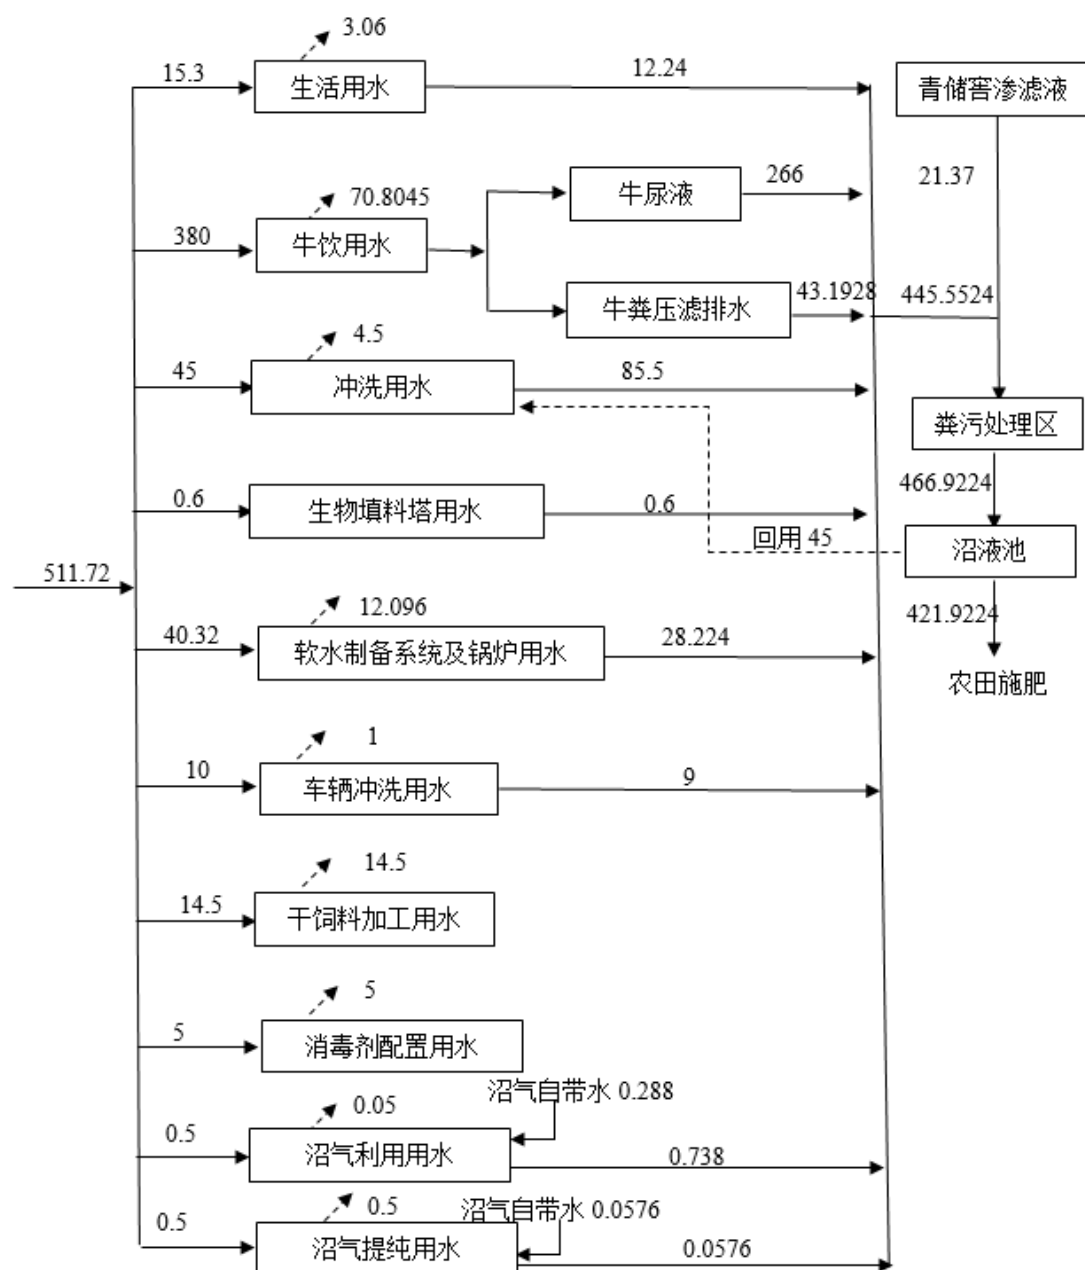 3.06
15.3
生活用水
12.24
青储窖渗滤液
21.37
70.8045
380
牛饮用水
牛尿液
266
牛粪压滤排水
43.1928
445.5524
4.5
45
冲洗用水
85.5
粪污处理区
466.9224
0.6
生物填料塔用水
0.6
回用 45
沼液池
421.9224
农田施肥
511.72
12.096
40.32
软水制备系统及锅炉用水
28.224
1
10
车辆冲洗用水
9
14.5
14.5
干饲料加工用水
5
5
消毒剂配置用水
沼气自带水 0.288
0.05
0.5
沼气利用用水
0.738
0.5
沼气自带水 0.0576
0.5
沼气提纯用水
0.0576